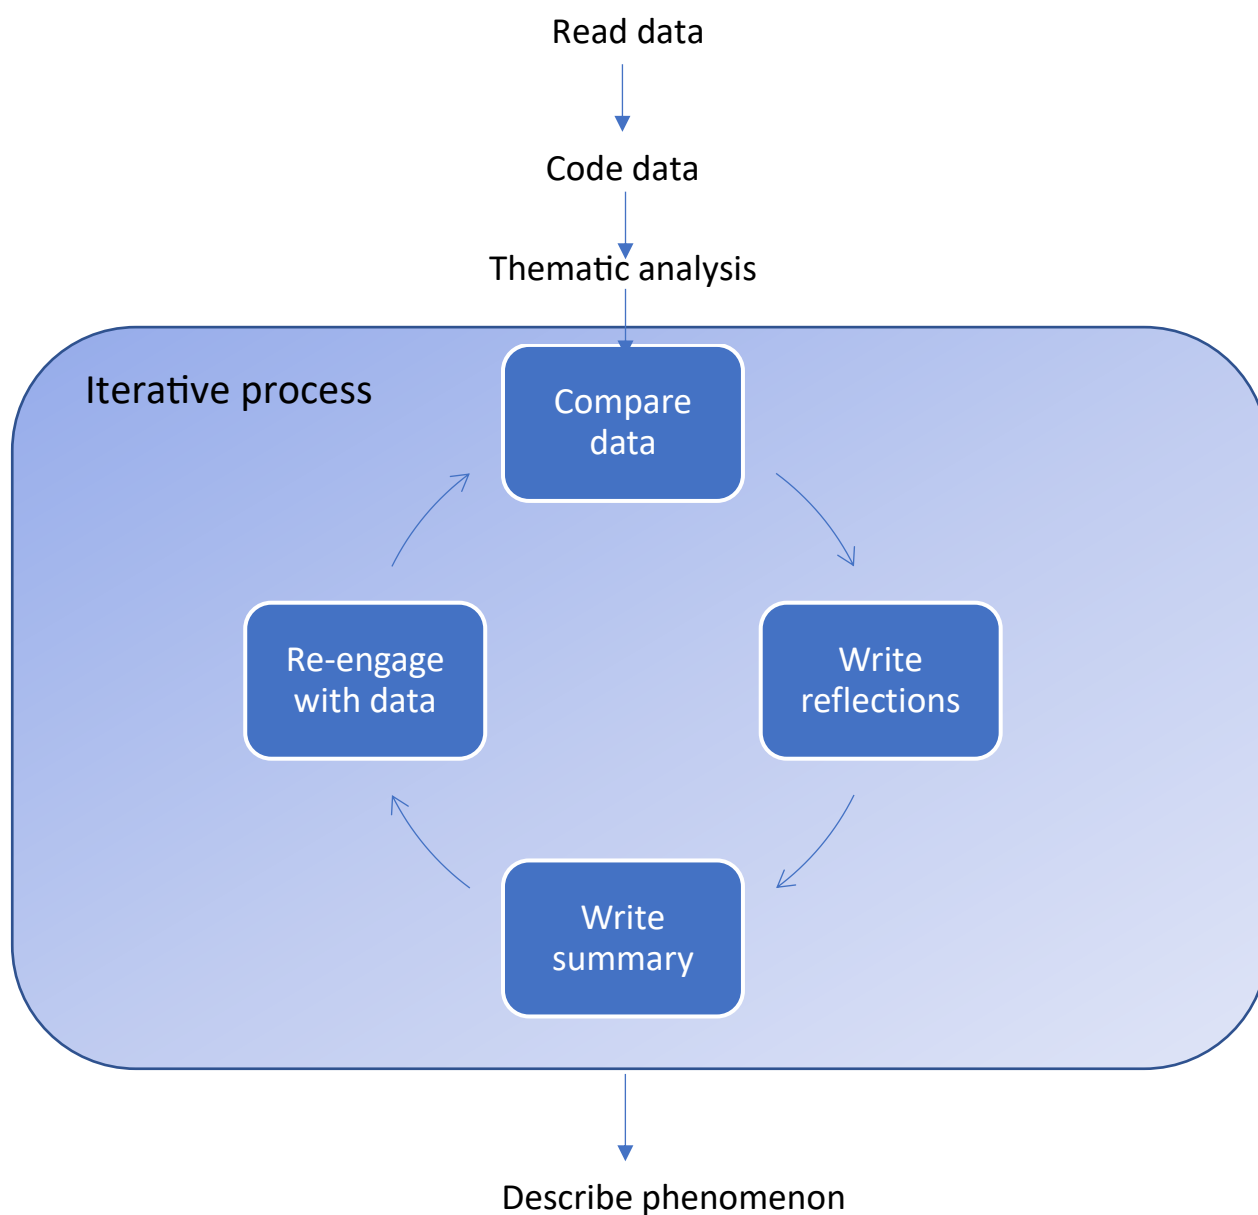 Read data
Code data
Thematic analysis
Iterative process
Compare
data
Re-engage
with data
Write
reflections
Write
summary
Describe phenomenon